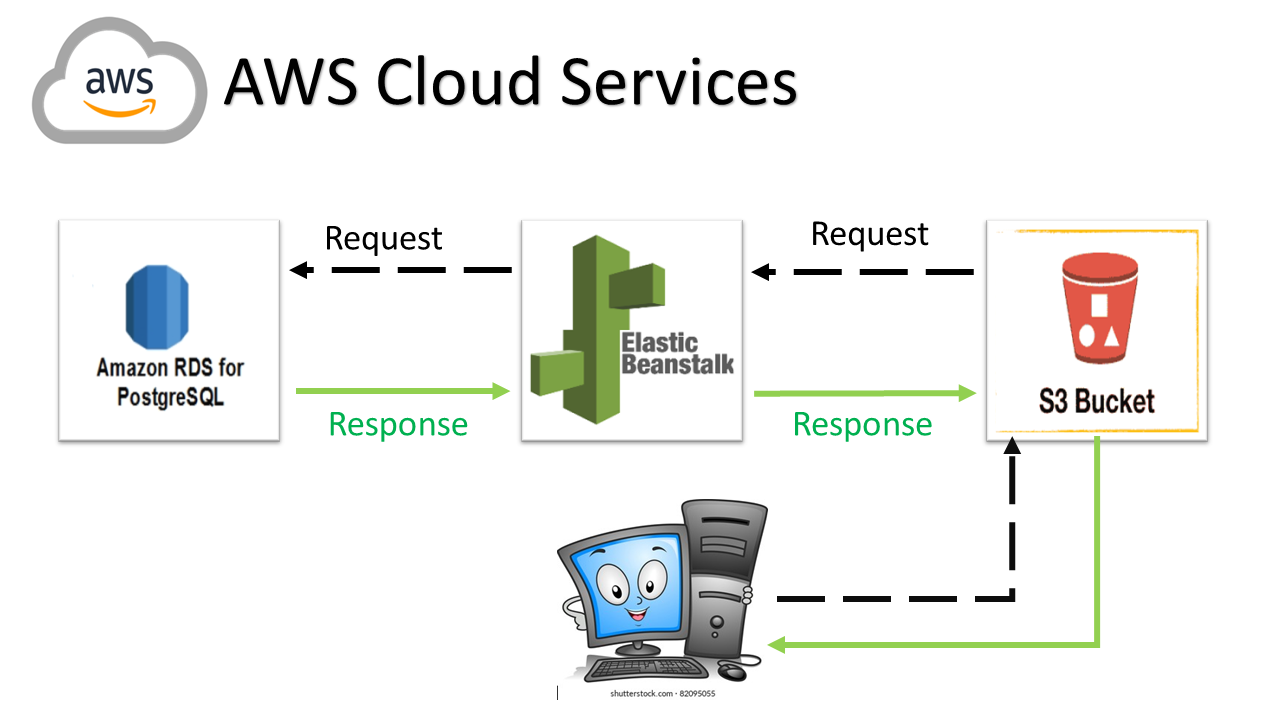 aws
AWS Cloud Services
Request
Request
Amazon RDS for
PostgreSQL
Elastic
Beanstalk
S3 Bucket
Response
Response
shutterstock.com · 82095055